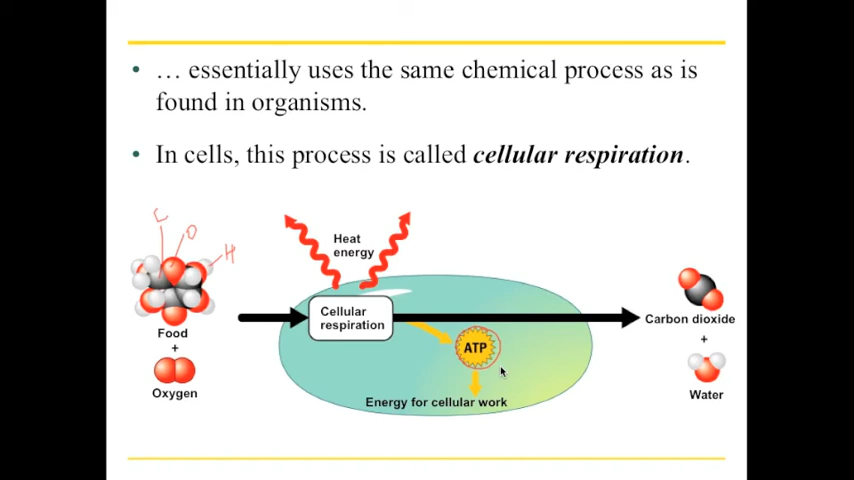 • … essentially uses the same chemical process as is
found in organisms.
• In cells, this process is called cellular respiration.
C
O
H
Heat
energy
Cellular
respiration
Food
+
Oxygen
ATP
Energy for cellular work
Carbon dioxide
+
Water